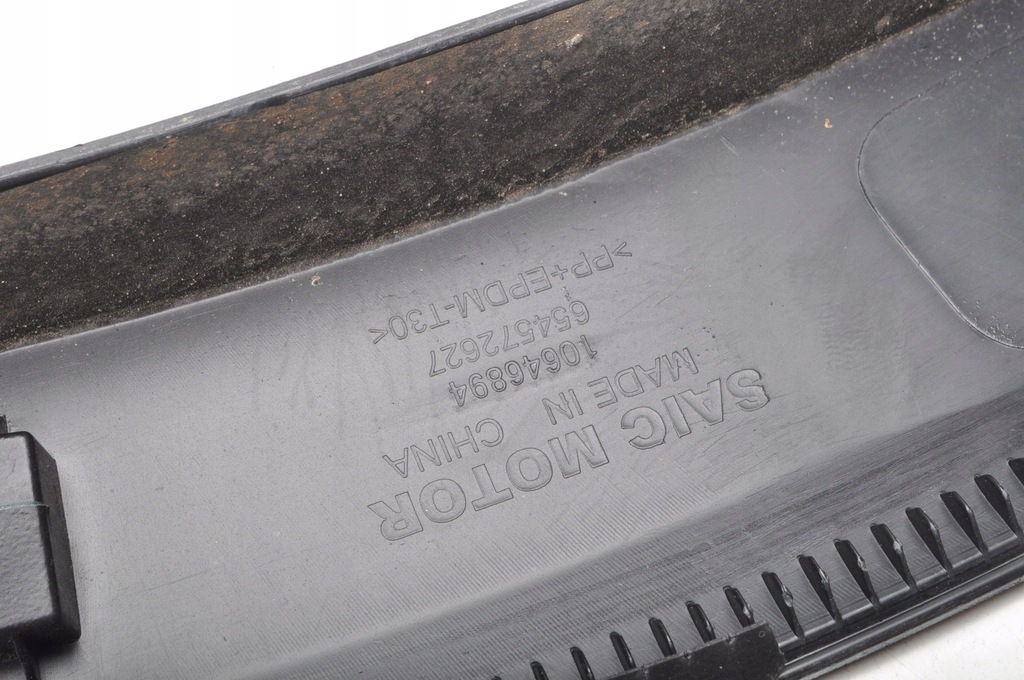 SAIC MOTOR
MADE IN CHINA
10646894
654572627
>PP+EPDM-T30<